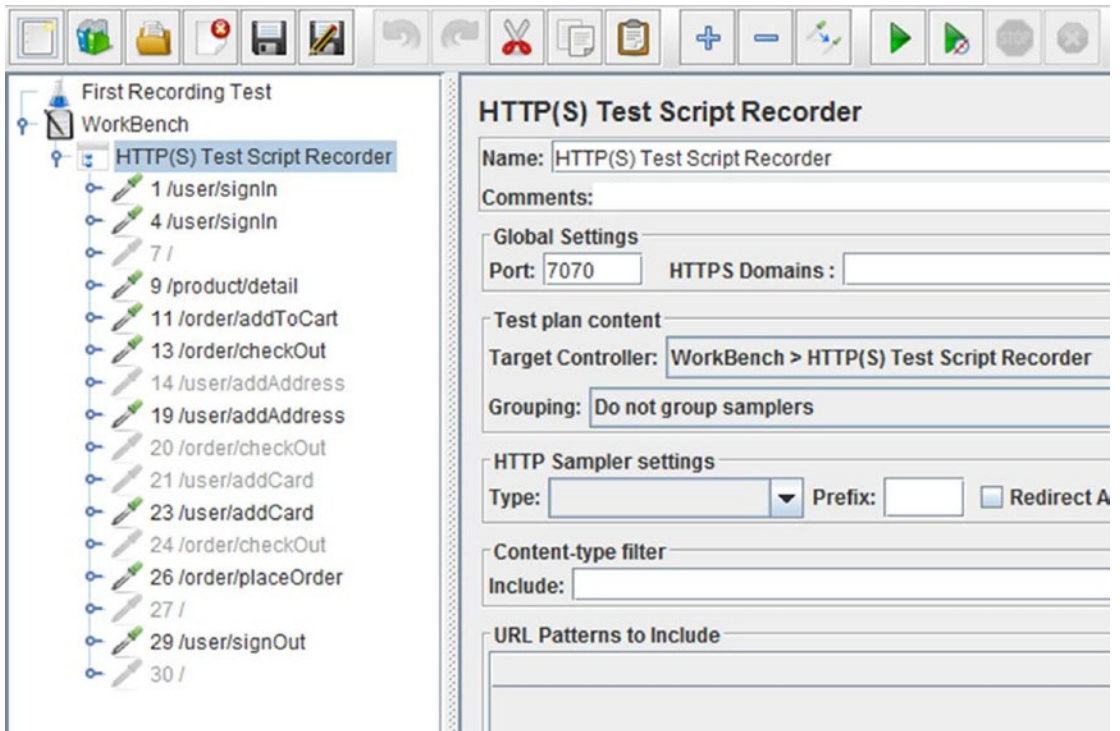 STOP
First Recording Test
WorkBench
HTTP(S) Test Script Recorder
1 /user/signIn
4 /user/signIn
7 /
9 /product/detail
11 /order/addToCart
13 /order/checkOut
14 /user/addAddress
19 /user/addAddress
20 /order/checkOut
21 /user/addCard
23 /user/addCard
24 /order/checkOut
26 /order/placeOrder
27 /
29 /user/signOut
30 /
HTTP(S) Test Script Recorder
Name: HTTP(S) Test Script Recorder
Comments:
Global Settings
Port: 7070 HTTPS Domains :
Test plan content
Target Controller: WorkBench > HTTP(S) Test Script Recorder
Grouping: Do not group samplers
HTTP Sampler settings
Type: Prefix: Redirect A
Content-type filter
Include:
URL Patterns to Include